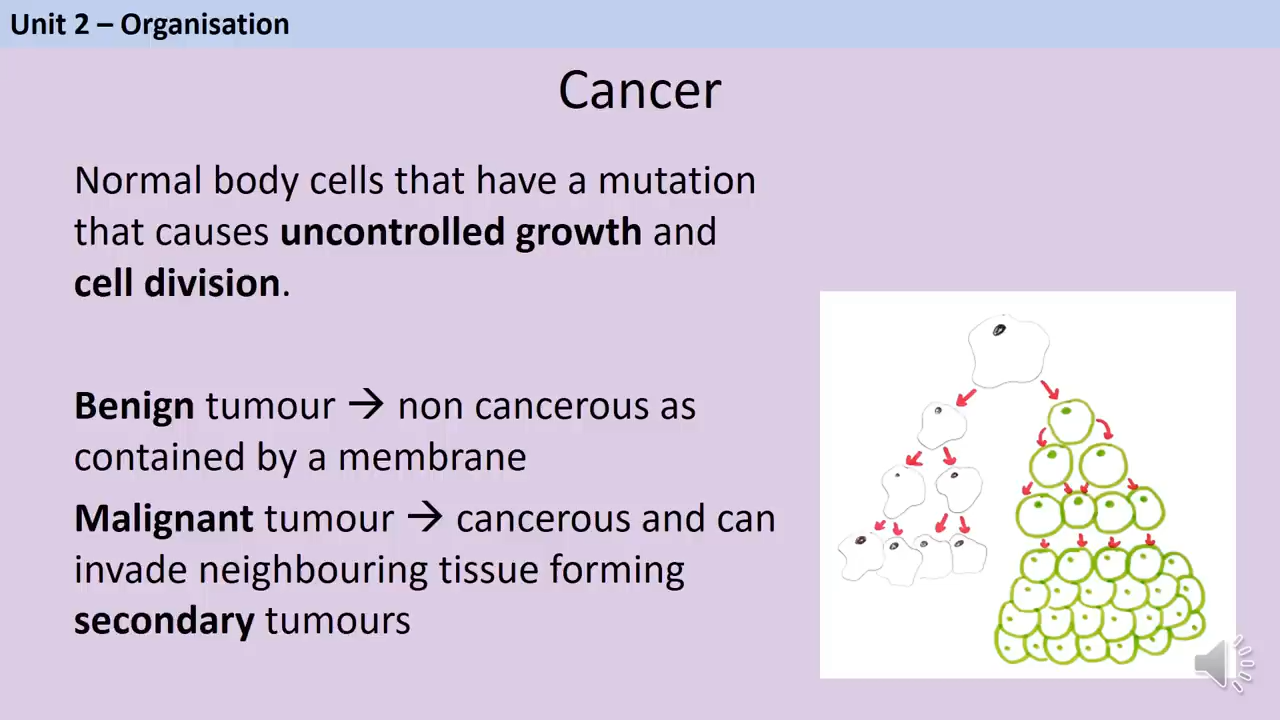 Unit 2 – Organisation
Cancer
Normal body cells that have a mutation
that causes uncontrolled growth and
cell division.
Benign tumour → non cancerous as
contained by a membrane
Malignant tumour → cancerous and can
invade neighbouring tissue forming
secondary tumours